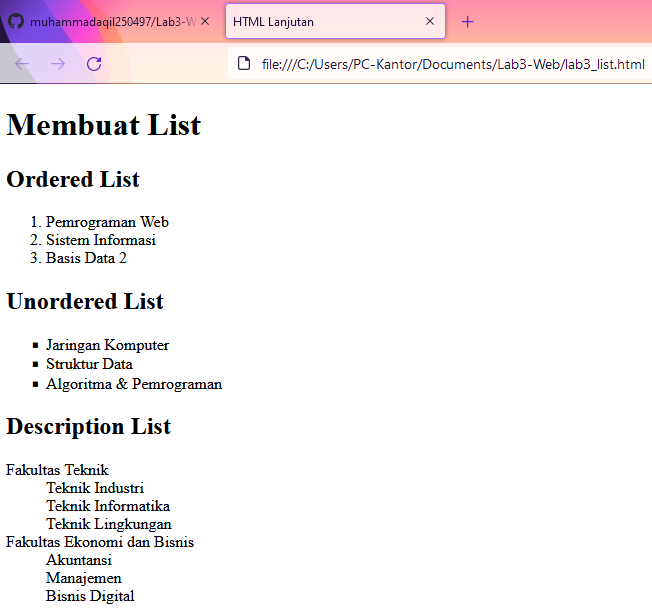 muhammadaqil250497/Lab3-W
HTML Lanjutan
file:///C:/Users/PC-Kantor/Documents/Lab3-Web/lab3_list.html
Membuat List
Ordered List
1. Pemrograman Web
2. Sistem Informasi
3. Basis Data 2
Unordered List
▪ Jaringan Komputer
▪ Struktur Data
▪ Algoritma & Pemrograman
Description List
Fakultas Teknik
Teknik Industri
Teknik Informatika
Teknik Lingkungan
Fakultas Ekonomi dan Bisnis
Akuntansi
Manajemen
Bisnis Digital